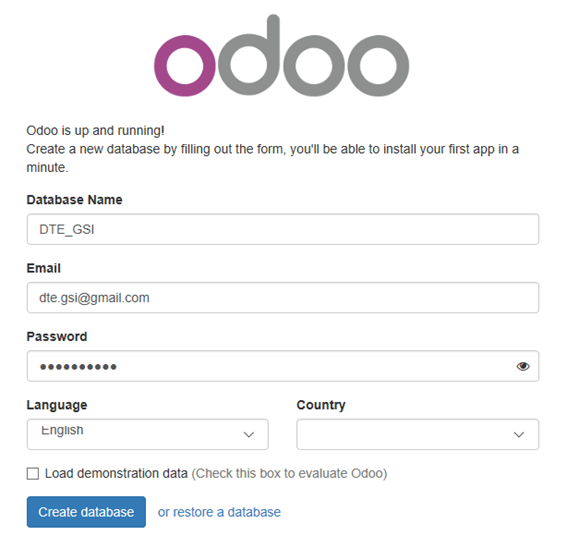 odoo
Odoo is up and running!
Create a new database by filling out the form, you'll be able to install your first app in a
minute.
Database Name
DTE_GSI
Email
dte.gsi@gmail.com
Password
••••••••••
Language Country
English
Load demonstration data (Check this box to evaluate Odoo)
Create database or restore a database